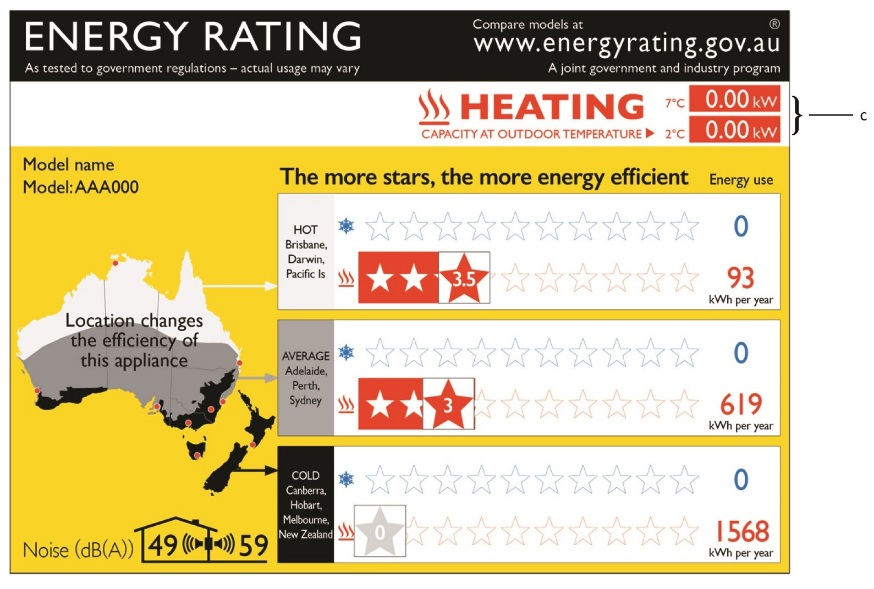 ENERGY RATING
As tested to government regulations – actual usage may vary
Compare models at ®
www.energyrating.gov.au
A joint government and industry program
HEATING
CAPACITY AT OUTDOOR TEMPERATURE
7°C 0.00 kW
2°C 0.00 kW
c
Model name
Model: AAA000
The more stars, the more energy efficient
Energy use
HOT
Brisbane,
Darwin,
Pacific Is
0
3.5
93
kWh per year
Location changes
the efficiency of
this appliance
AVERAGE
Adelaide,
Perth,
Sydney
0
3
619
kWh per year
COLD
Canberra,
Hobart,
Melbourne,
New Zealand
0
0
1568
kWh per year
Noise (dB(A)) 49 59